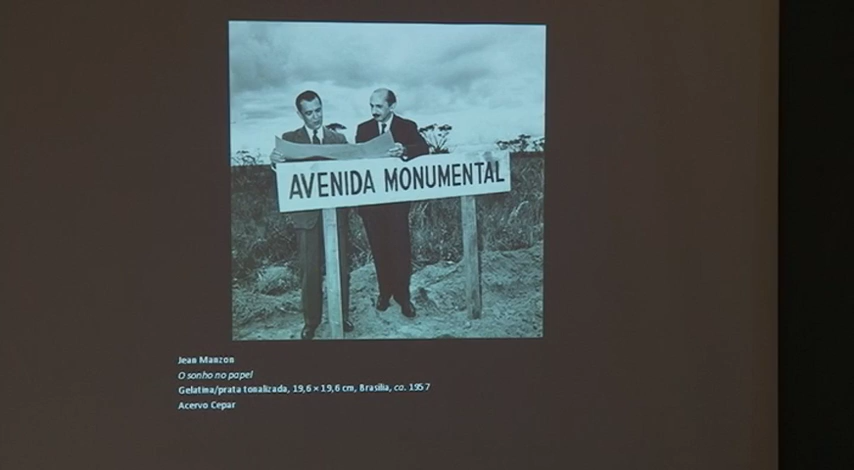 AVENIDA MONUMENTAL
Jean Manzon
O sonho no papel
Gelatina/prata tonalizada, 19,6 × 19,6 cm, Brasília, ca. 1957
Acervo Cepar